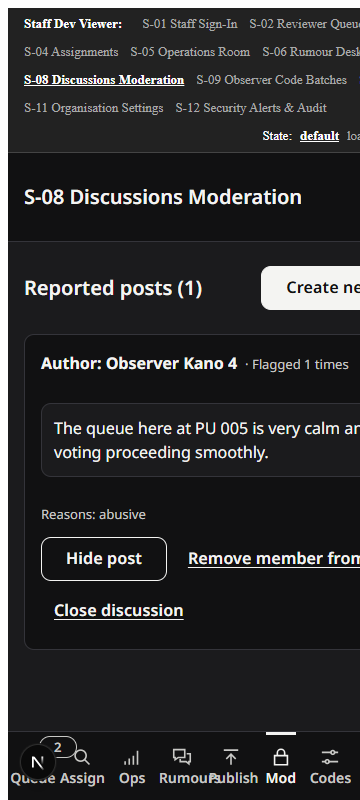 Staff Dev Viewer: S-01 Staff Sign-In S-02 Reviewer Queue
S-04 Assignments S-05 Operations Room S-06 Rumour Desk
S-08 Discussions Moderation S-09 Observer Code Batches
S-11 Organisation Settings S-12 Security Alerts & Audit
State: default loa
S-08 Discussions Moderation
Reported posts (1)
Create ne
Author: Observer Kano 4 · Flagged 1 times
The queue here at PU 005 is very calm an
voting proceeding smoothly.
Reasons: abusive
Hide post Remove member from
Close discussion
2
N
Queue Assign Ops Rumours Publish Mod Codes